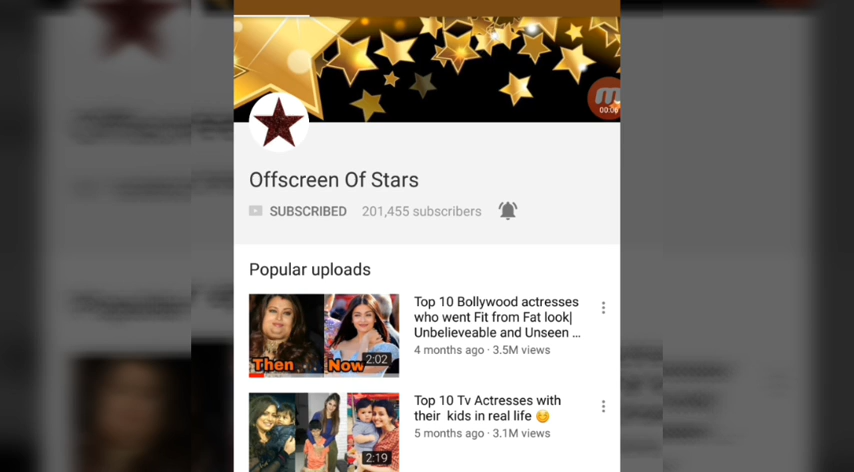 00:06
Offscreen Of Stars
SUBSCRIBED 201,455 subscribers
Popular uploads
Then Now 2:02
Top 10 Bollywood actresses
who went Fit from Fat look|
Unbelieveable and Unseen ...
4 months ago · 3.5M views
2:19
Top 10 Tv Actresses with
their kids in real life 😊
5 months ago · 3.1M views